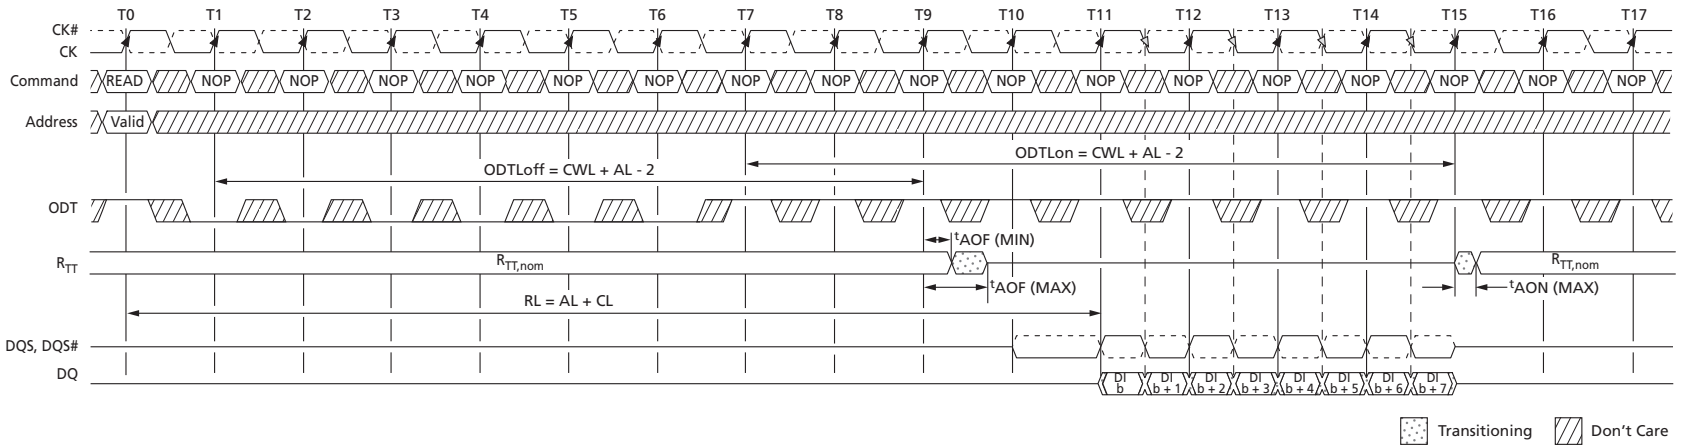 T0 T1 T2 T3 T4 T5 T6 T7 T8 T9 T10 T11 T12 T13 T14 T15 T16 T17
CK#
CK
Command READ NOP NOP NOP NOP NOP NOP NOP NOP NOP NOP NOP NOP NOP NOP NOP NOP NOP
Address Valid
ODTLon = CWL + AL - 2
ODTLoff = CWL + AL - 2
ODT
tAOF (MIN)
RTT RTT,nom RTT,nom
tAOF (MAX) tAON (MAX)
RL = AL + CL
DQS, DQS#
DQ DI b DI b + 1 DI b + 2 DI b + 3 DI b + 4 DI b + 5 DI b + 6 DI b + 7
Transitioning Don't Care